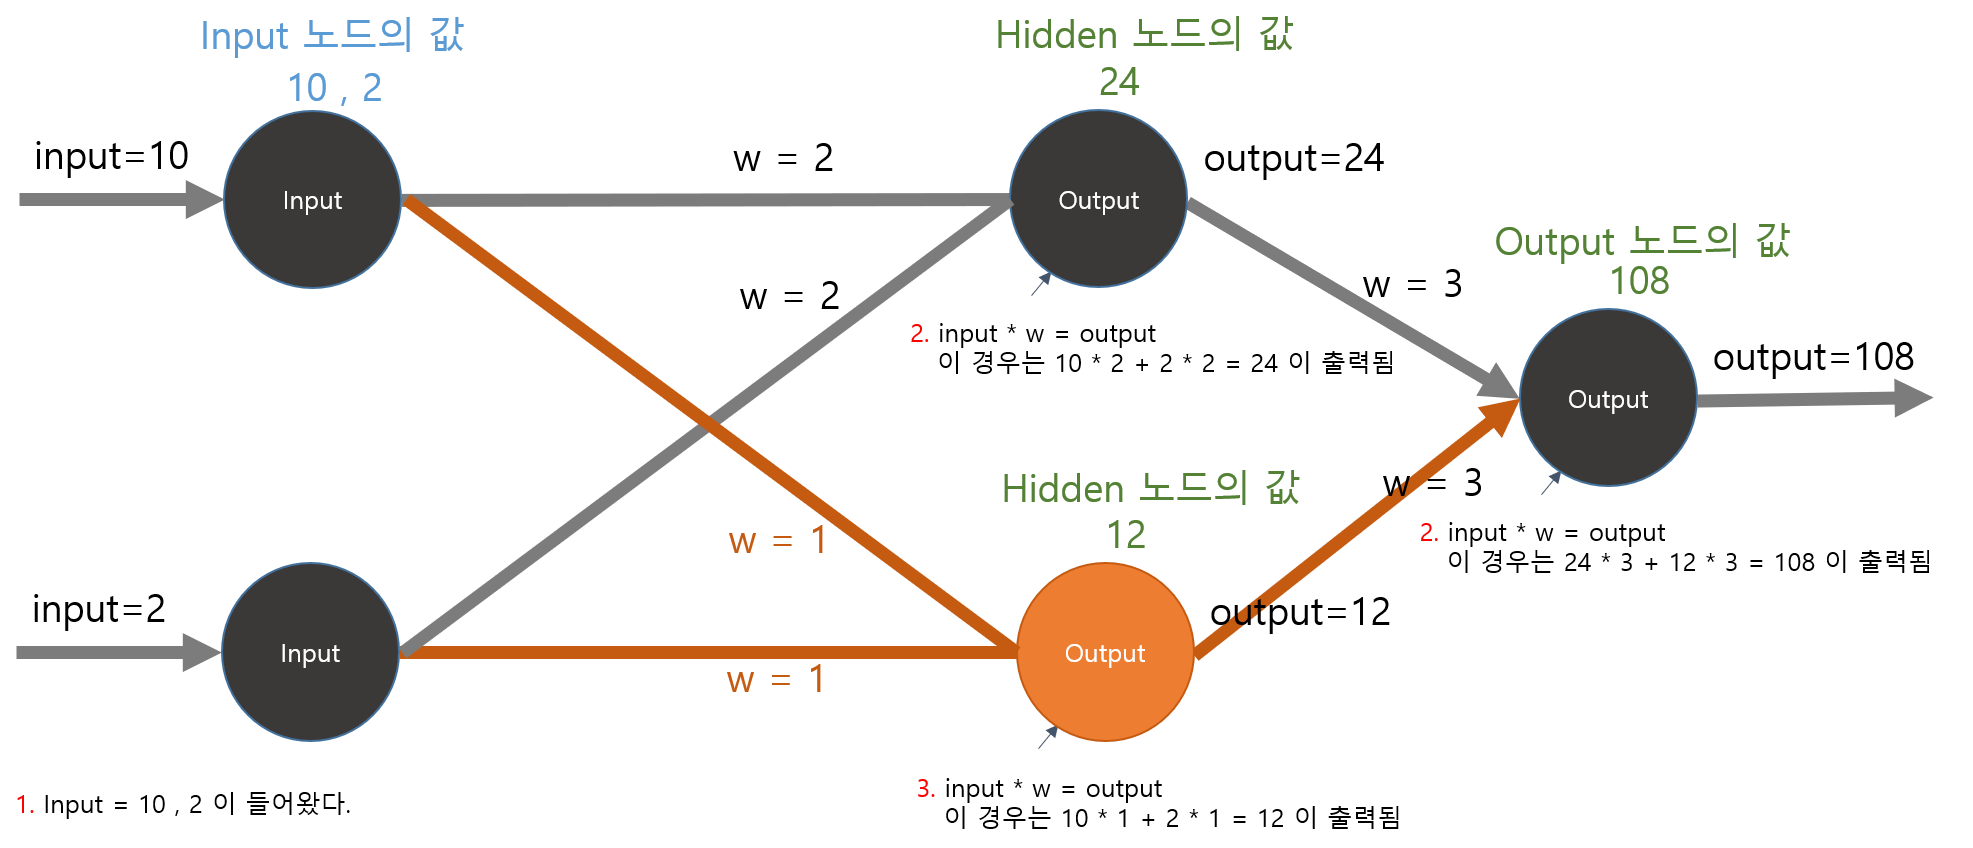 Input 노드의 값
10 , 2
Hidden 노드의 값
24
input=10
Input
w = 2
Output
output=24
w = 2
2. input * w = output
이 경우는 10 * 2 + 2 * 2 = 24 이 출력됨
w = 3
Output 노드의 값
108
Output
output=108
Hidden 노드의 값
12
w = 3
2. input * w = output
이 경우는 24 * 3 + 12 * 3 = 108 이 출력됨
w = 1
input=2
Input
w = 1
Output
output=12
1. Input = 10 , 2 이 들어왔다.
3. input * w = output
이 경우는 10 * 1 + 2 * 1 = 12 이 출력됨